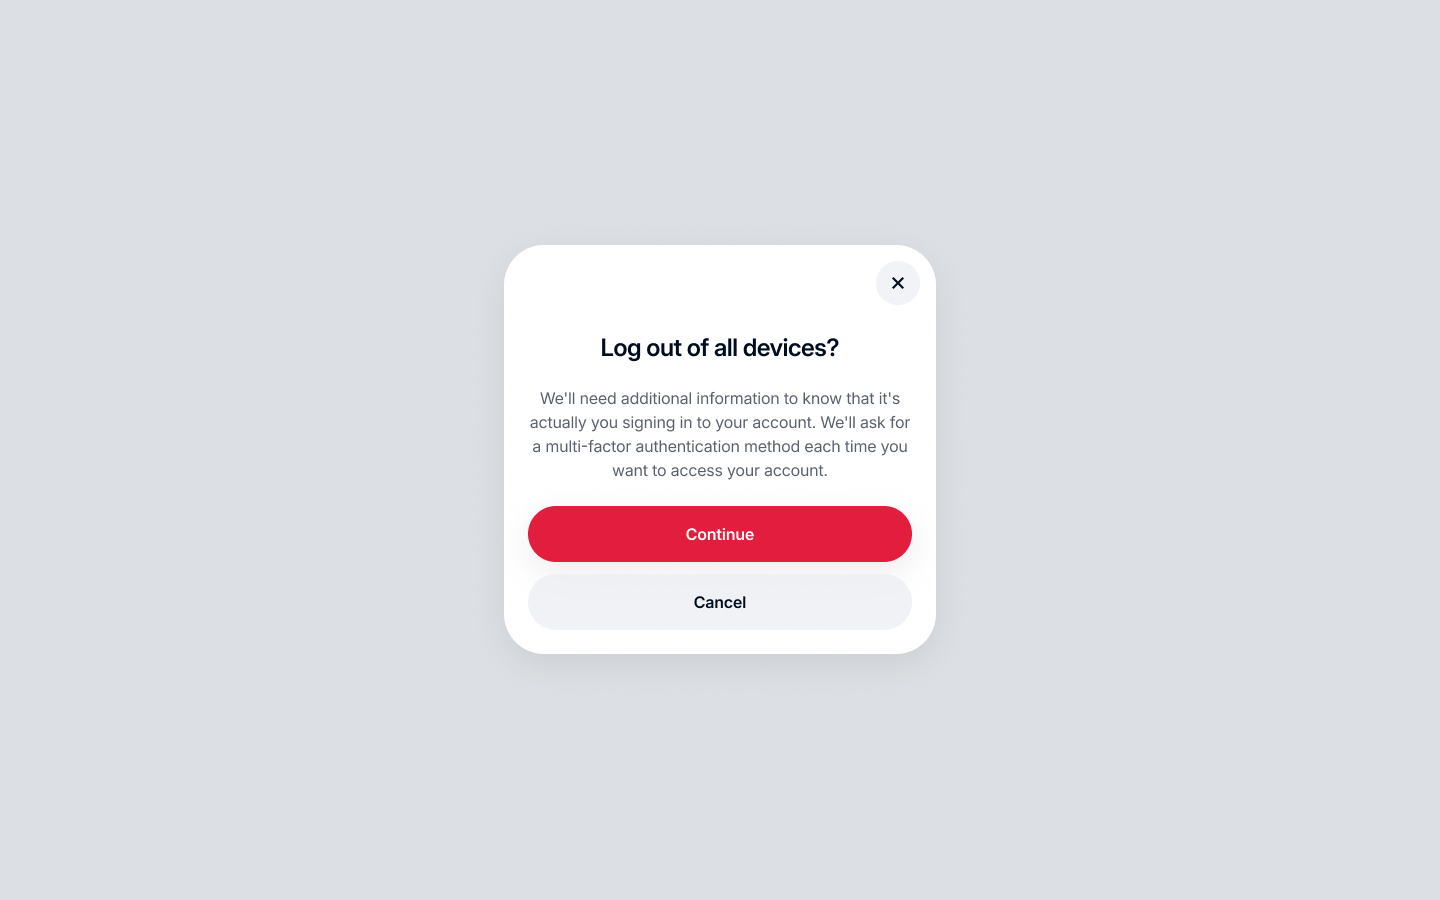 Log out of all devices?
We'll need additional information to know that it's
actually you signing in to your account. We'll ask for
a multi-factor authentication method each time you
want to access your account.
Continue
Cancel